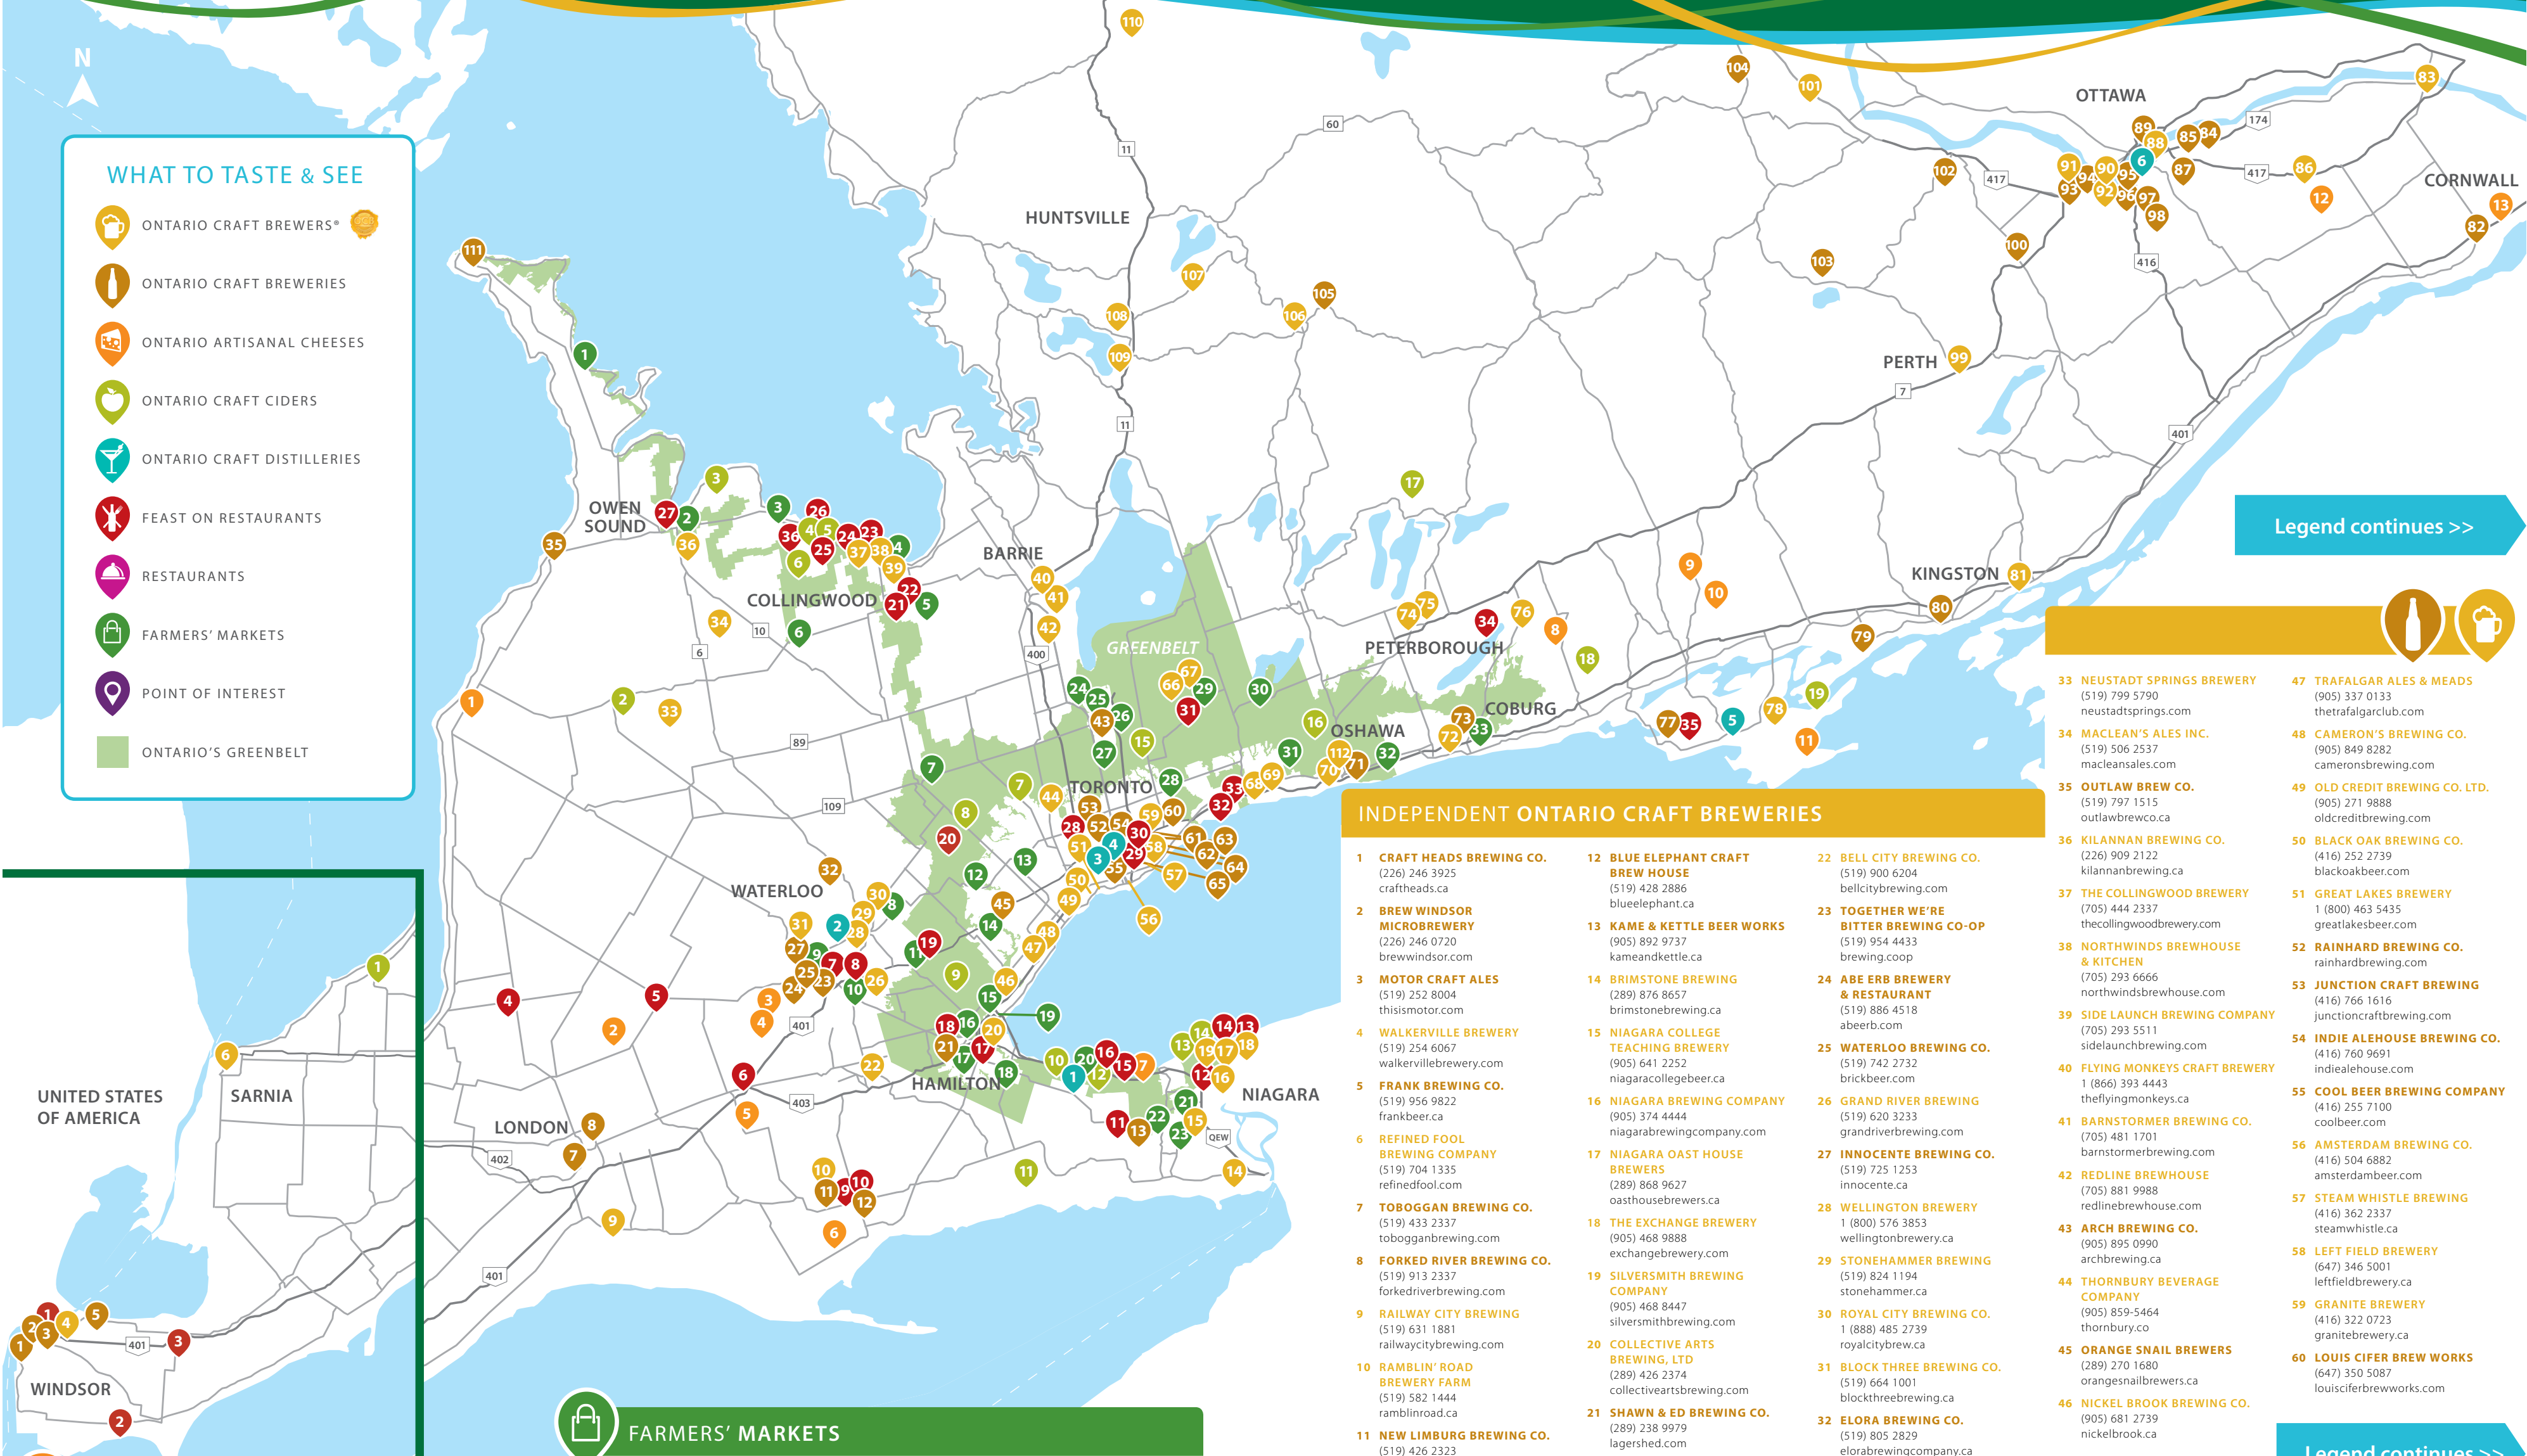 N
WHAT TO TASTE & SEE
ONTARIO CRAFT BREWERS®
ONTARIO CRAFT BREWERIES
ONTARIO ARTISANAL CHEESES
ONTARIO CRAFT CIDERS
ONTARIO CRAFT DISTILLERIES
FEAST ON RESTAURANTS
RESTAURANTS
FARMERS’ MARKETS
POINT OF INTEREST
ONTARIO’S GREENBELT
HUNTSVILLE
OTTAWA
CORNWALL
PERTH
KINGSTON
OWEN
SOUND
COLLINGWOOD
BARRIE
GREENBELT
PETERBOROUGH
COBURG
OSHAWA
TORONTO
WATERLOO
HAMILTON
NIAGARA
LONDON
SARNIA
UNITED STATES
OF AMERICA
WINDSOR
60
11
11
417
174
417
416
7
401
400
10
6
89
109
401
403
402
401
401
QEW
Legend continues >>
FARMERS’ MARKETS
INDEPENDENT ONTARIO CRAFT BREWERIES
1 CRAFT HEADS BREWING CO.
(226) 246 3925
craftheads.ca
2 BREW WINDSOR
MICROBREWERY
(226) 246 0720
brewwindsor.com
3 MOTOR CRAFT ALES
(519) 252 8004
thisismotor.com
4 WALKERVILLE BREWERY
(519) 254 6067
walkervillebrewery.com
5 FRANK BREWING CO.
(519) 956 9822
frankbeer.ca
6 REFINED FOOL
BREWING COMPANY
(519) 704 1335
refinedfool.com
7 TOBOGGAN BREWING CO.
(519) 433 2337
tobogganbrewing.com
8 FORKED RIVER BREWING CO.
(519) 913 2337
forkedriverbrewing.com
9 RAILWAY CITY BREWING
(519) 631 1881
railwaycitybrewing.com
10 RAMBLIN’ ROAD
BREWERY FARM
(519) 582 1444
ramblinroad.ca
11 NEW LIMBURG BREWING CO.
(519) 426 2323
12 BLUE ELEPHANT CRAFT
BREW HOUSE
(519) 428 2886
blueelephant.ca
13 KAME & KETTLE BEER WORKS
(905) 892 9737
kameandkettle.ca
14 BRIMSTONE BREWING
(289) 876 8657
brimstonebrewing.ca
15 NIAGARA COLLEGE
TEACHING BREWERY
(905) 641 2252
niagaracollegebeer.ca
16 NIAGARA BREWING COMPANY
(905) 374 4444
niagarabrewingcompany.com
17 NIAGARA OAST HOUSE
BREWERS
(289) 868 9627
oasthousebrewers.ca
18 THE EXCHANGE BREWERY
(905) 468 9888
exchangebrewery.com
19 SILVERSMITH BREWING
COMPANY
(905) 468 8447
silversmithbrewing.com
20 COLLECTIVE ARTS
BREWING, LTD
(289) 426 2374
collectiveartsbrewing.com
21 SHAWN & ED BREWING CO.
(289) 238 9979
lagershed.com
22 BELL CITY BREWING CO.
(519) 900 6204
bellcitybrewing.com
23 TOGETHER WE’RE
BITTER BREWING CO-OP
(519) 954 4433
brewing.coop
24 ABE ERB BREWERY
& RESTAURANT
(519) 886 4518
abeerb.com
25 WATERLOO BREWING CO.
(519) 742 2732
brickbeer.com
26 GRAND RIVER BREWING
(519) 620 3233
grandriverbrewing.com
27 INNOCENTE BREWING CO.
(519) 725 1253
innocente.ca
28 WELLINGTON BREWERY
1 (800) 576 3853
wellingtonbrewery.ca
29 STONEHAMMER BREWING
(519) 824 1194
stonehammer.ca
30 ROYAL CITY BREWING CO.
1 (888) 485 2739
royalcitybrew.ca
31 BLOCK THREE BREWING CO.
(519) 664 1001
blockthreebrewing.ca
32 ELORA BREWING CO.
(519) 805 2829
elorabrewingcompany.ca
33 NEUSTADT SPRINGS BREWERY
(519) 799 5790
neustadtsprings.com
34 MACLEAN’S ALES INC.
(519) 506 2537
macleansales.com
35 OUTLAW BREW CO.
(519) 797 1515
outlawbrewco.ca
36 KILANNAN BREWING CO.
(226) 909 2122
kilannanbrewing.ca
37 THE COLLINGWOOD BREWERY
(705) 444 2337
thecollingwoodbrewery.com
38 NORTHWINDS BREWHOUSE
& KITCHEN
(705) 293 6666
northwindsbrewhouse.com
39 SIDE LAUNCH BREWING COMPANY
(705) 293 5511
sidelaunchbrewing.com
40 FLYING MONKEYS CRAFT BREWERY
1 (866) 393 4443
theflyingmonkeys.ca
41 BARNSTORMER BREWING CO.
(705) 481 1701
barnstormerbrewing.com
42 REDLINE BREWHOUSE
(705) 881 9988
redlinebrewhouse.com
43 ARCH BREWING CO.
(905) 895 0990
archbrewing.ca
44 THORNBURY BEVERAGE
COMPANY
(905) 859-5464
thornbury.co
45 ORANGE SNAIL BREWERS
(289) 270 1680
orangesnailbrewers.ca
46 NICKEL BROOK BREWING CO.
(905) 681 2739
nickelbrook.ca
47 TRAFALGAR ALES & MEADS
(905) 337 0133
thetrafalgarclub.com
48 CAMERON’S BREWING CO.
(905) 849 8282
cameronsbrewing.com
49 OLD CREDIT BREWING CO. LTD.
(905) 271 9888
oldcreditbrewing.com
50 BLACK OAK BREWING CO.
(416) 252 2739
blackoakbeer.com
51 GREAT LAKES BREWERY
1 (800) 463 5435
greatlakesbeer.com
52 RAINHARD BREWING CO.
rainhardbrewing.com
53 JUNCTION CRAFT BREWING
(416) 766 1616
junctioncraftbrewing.com
54 INDIE ALEHOUSE BREWING CO.
(416) 760 9691
indiealehouse.com
55 COOL BEER BREWING COMPANY
(416) 255 7100
coolbeer.com
56 AMSTERDAM BREWING CO.
(416) 504 6882
amsterdambeer.com
57 STEAM WHISTLE BREWING
(416) 362 2337
steamwhistle.ca
58 LEFT FIELD BREWERY
(647) 346 5001
leftfieldbrewery.ca
59 GRANITE BREWERY
(416) 322 0723
granitebrewery.ca
60 LOUIS CIFER BREW WORKS
(647) 350 5087
louisciferbrewworks.com
Legend continues >>